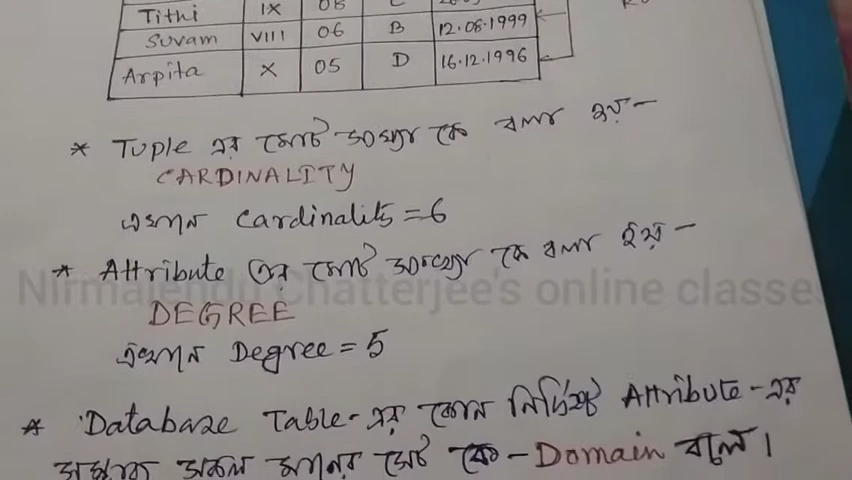 Tithi IX 08 C
Suvam VIII 06 B 12.08.1999
Arpita X 05 D 16.12.1996
* Tuple এর মোট সংখ্যা কে বলা হয় -
CARDINALITY
এখানে Cardinality = 6
* Attribute এর মোট সংখ্যা কে বলা হয় -
Nirmalendu Chatterjee's online classes
DEGREE
এখানে Degree = 5
* Database Table-এর কোন নির্দিষ্ট Attribute-এর
সকল মানের সেট কে - Domain বলে।